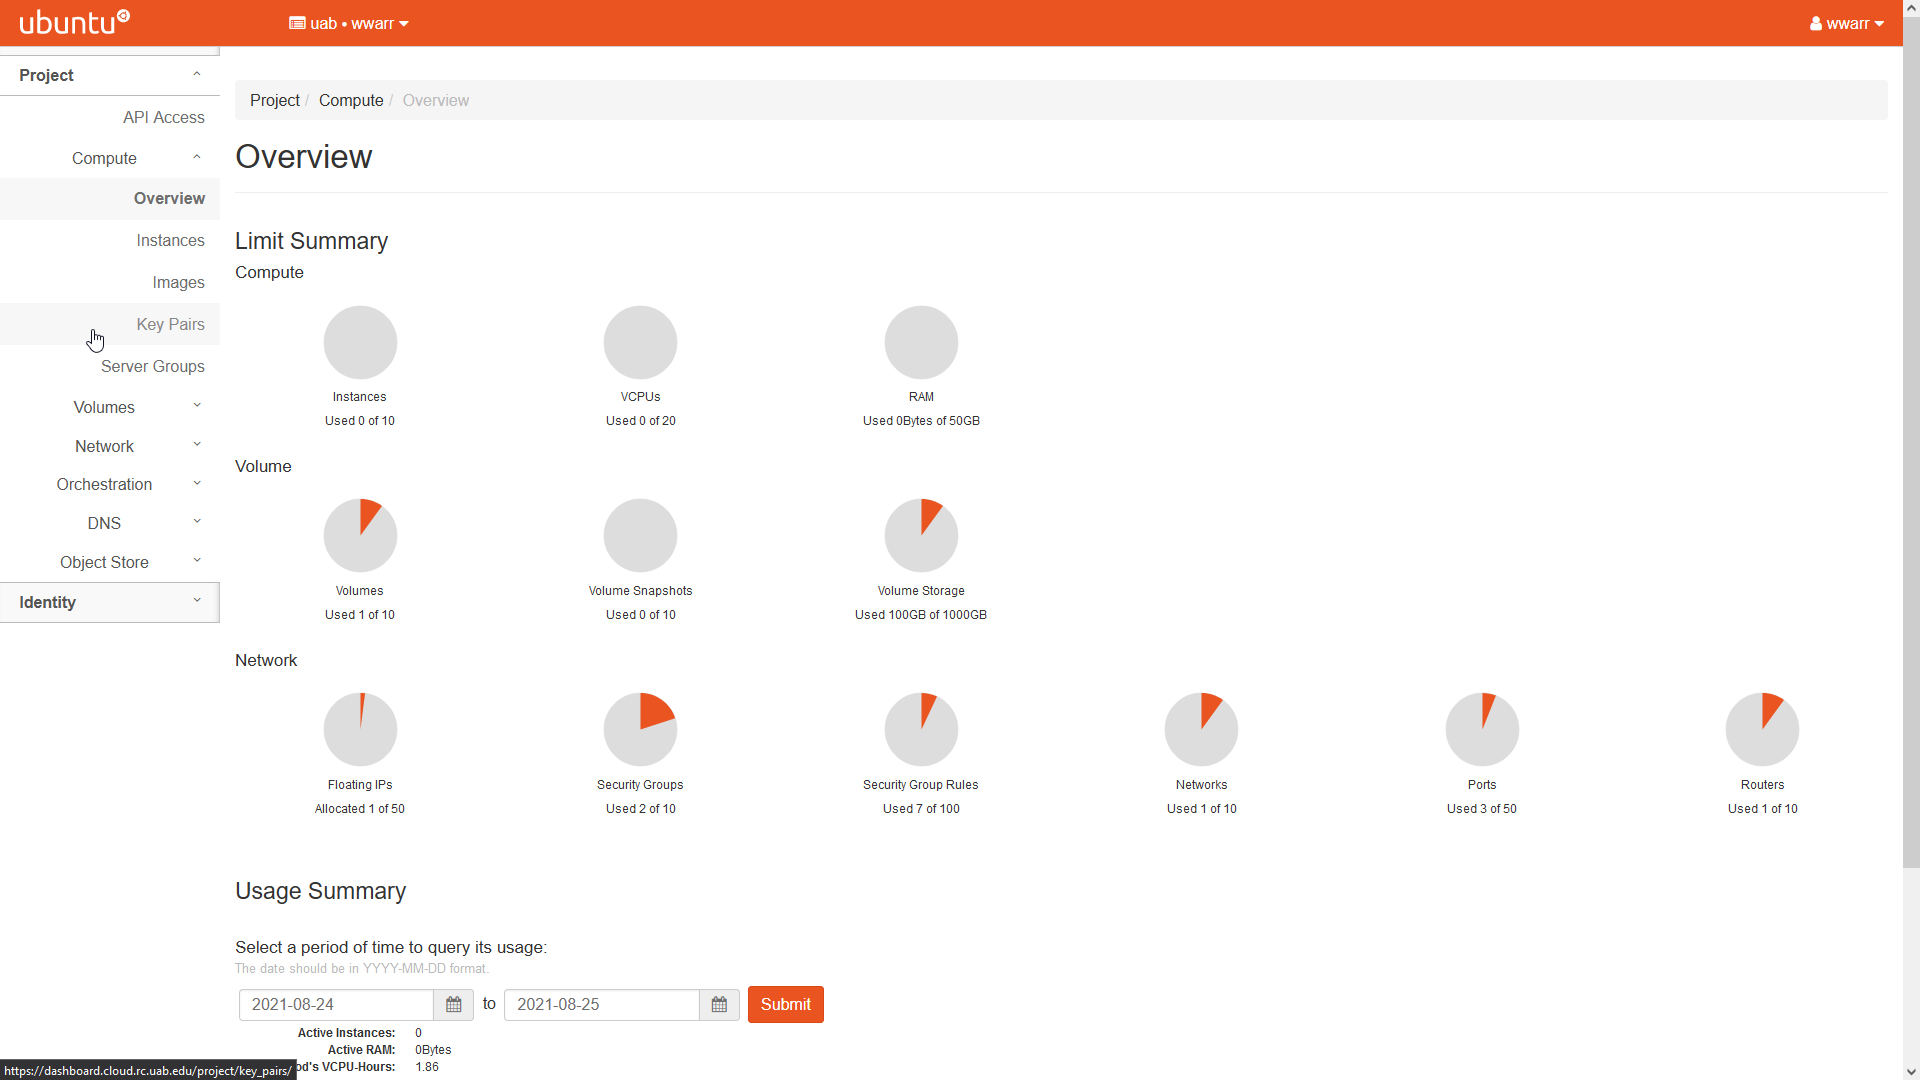 ubuntu
uab • wwarr
wwarr
Project
API Access
Compute
Overview
Instances
Images
Key Pairs
Server Groups
Volumes
Network
Orchestration
DNS
Object Store
Identity
Project / Compute / Overview
Overview
Limit Summary
Compute
Instances
Used 0 of 10
VCPUs
Used 0 of 20
RAM
Used 0Bytes of 50GB
Volume
Volumes
Used 1 of 10
Volume Snapshots
Used 0 of 10
Volume Storage
Used 100GB of 1000GB
Network
Floating IPs
Allocated 1 of 50
Security Groups
Used 2 of 10
Security Group Rules
Used 7 of 100
Networks
Used 1 of 10
Ports
Used 3 of 50
Routers
Used 1 of 10
Usage Summary
Select a period of time to query its usage:
The date should be in YYYY-MM-DD format.
2021-08-24 to 2021-08-25 Submit
Active Instances: 0
Active RAM: 0Bytes
od's VCPU-Hours: 1.86
https://dashboard.cloud.rc.uab.edu/project/key_pairs/